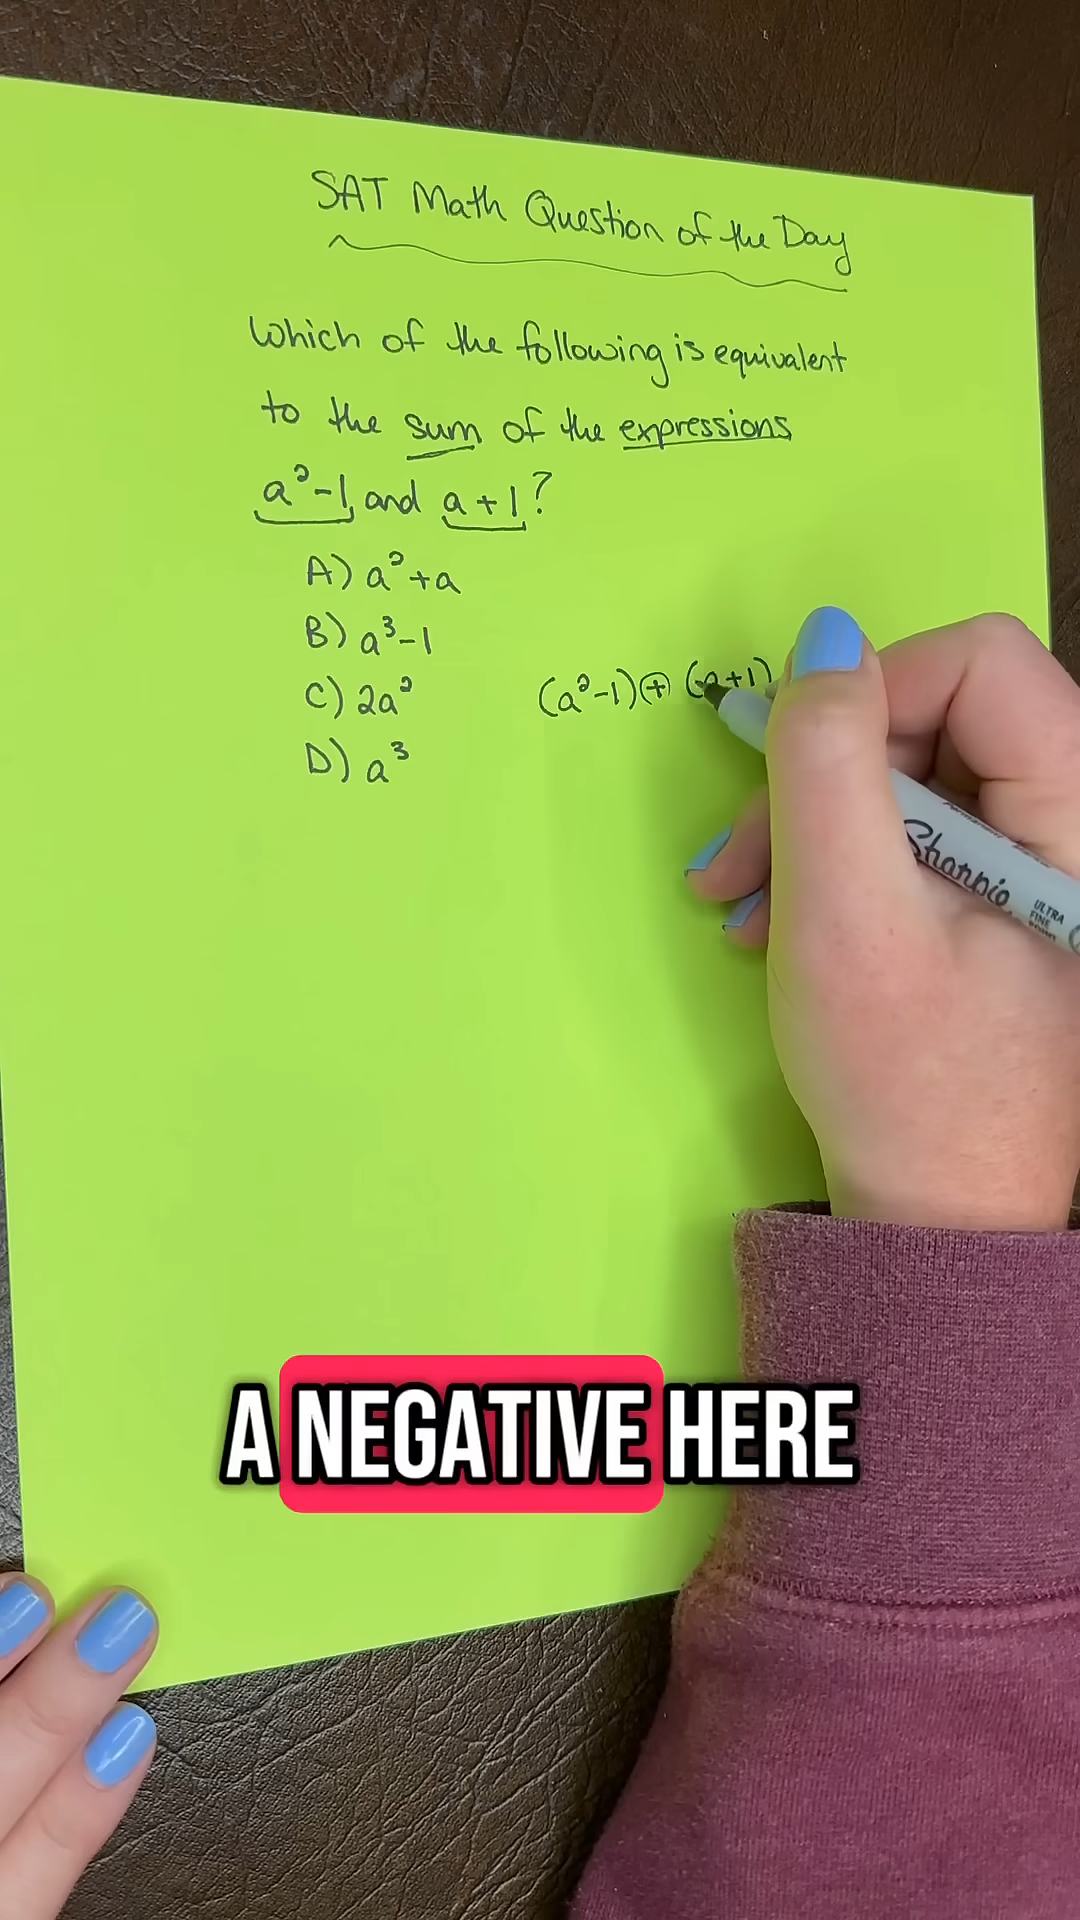 SAT Math Question of the Day
Which of the following is equivalent
to the sum of the expressions
a²-1 and a+1?
A) a²+a
B) a³-1
C) 2a²
D) a³
(a²-1)+(a+1)
Sharpie
ULTRA
FINE
A NEGATIVE HERE